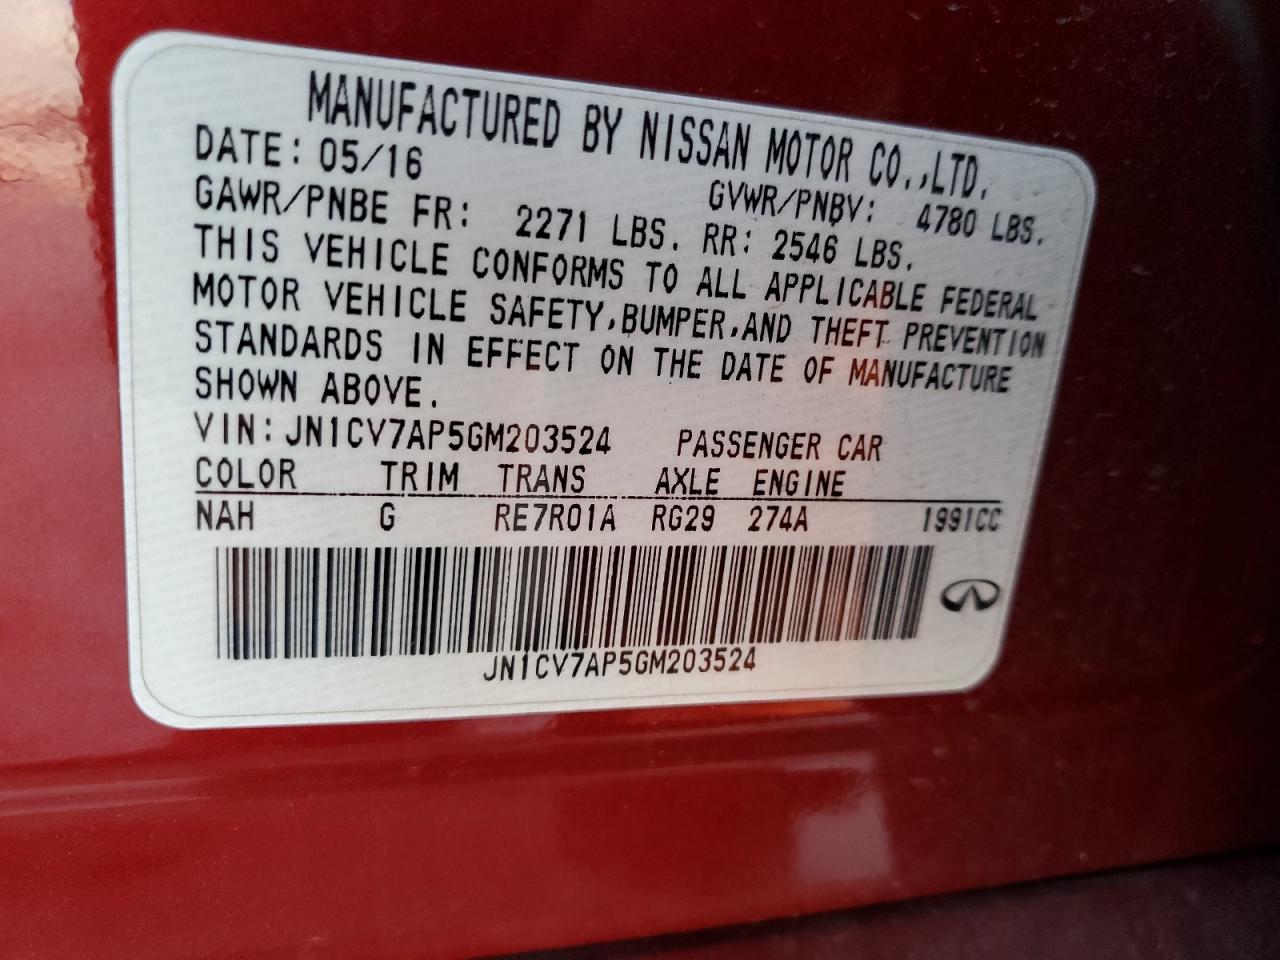 MANUFACTURED BY NISSAN MOTOR CO.,LTD.
DATE: 05/16 GVWR/PNBV: 4780 LBS.
GAWR/PNBE FR: 2271 LBS. RR: 2546 LBS.
THIS VEHICLE CONFORMS TO ALL APPLICABLE FEDERAL
MOTOR VEHICLE SAFETY,BUMPER,AND THEFT PREVENTION
STANDARDS IN EFFECT ON THE DATE OF MANUFACTURE
SHOWN ABOVE.
VIN: JN1CV7AP5GM203524 PASSENGER CAR
COLOR TRIM TRANS AXLE ENGINE
NAH G RE7R01A RG29 274A 1991CC
JN1CV7AP5GM203524